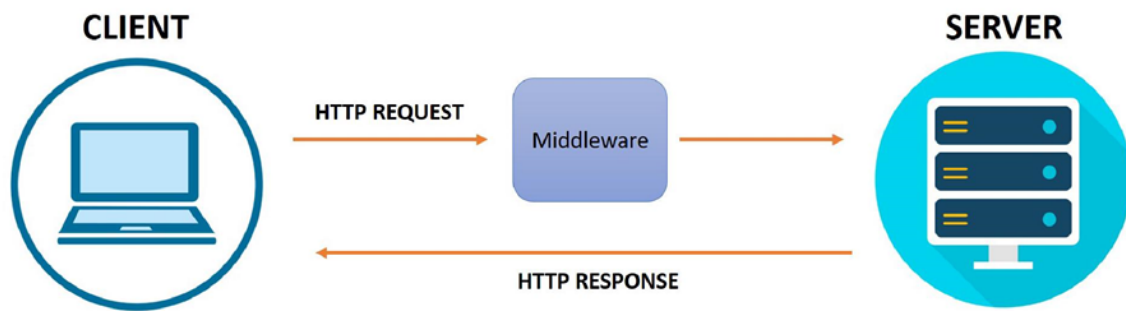 CLIENT
SERVER
HTTP REQUEST
Middleware
HTTP RESPONSE